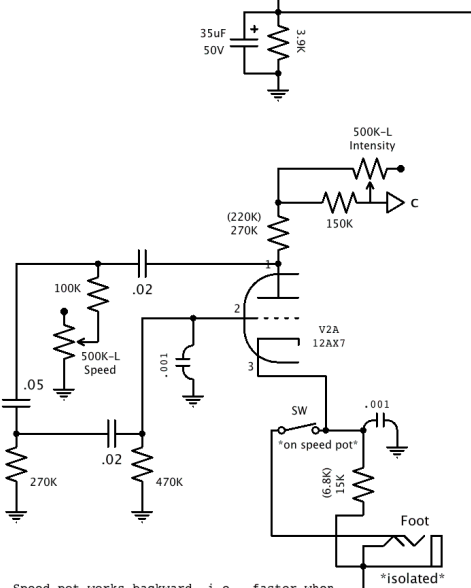 35uF
50V
+
3.9K
500K-L
Intensity
C
150K
(220K)
270K
1
100K
.02
2
V2A
12AX7
500K-L
Speed
.001
3
.05
SW
.001
*on speed pot*
.02
270K
470K
(6.8K)
15K
Foot
*isolated*
Speed pot works backward, i.e., faster when